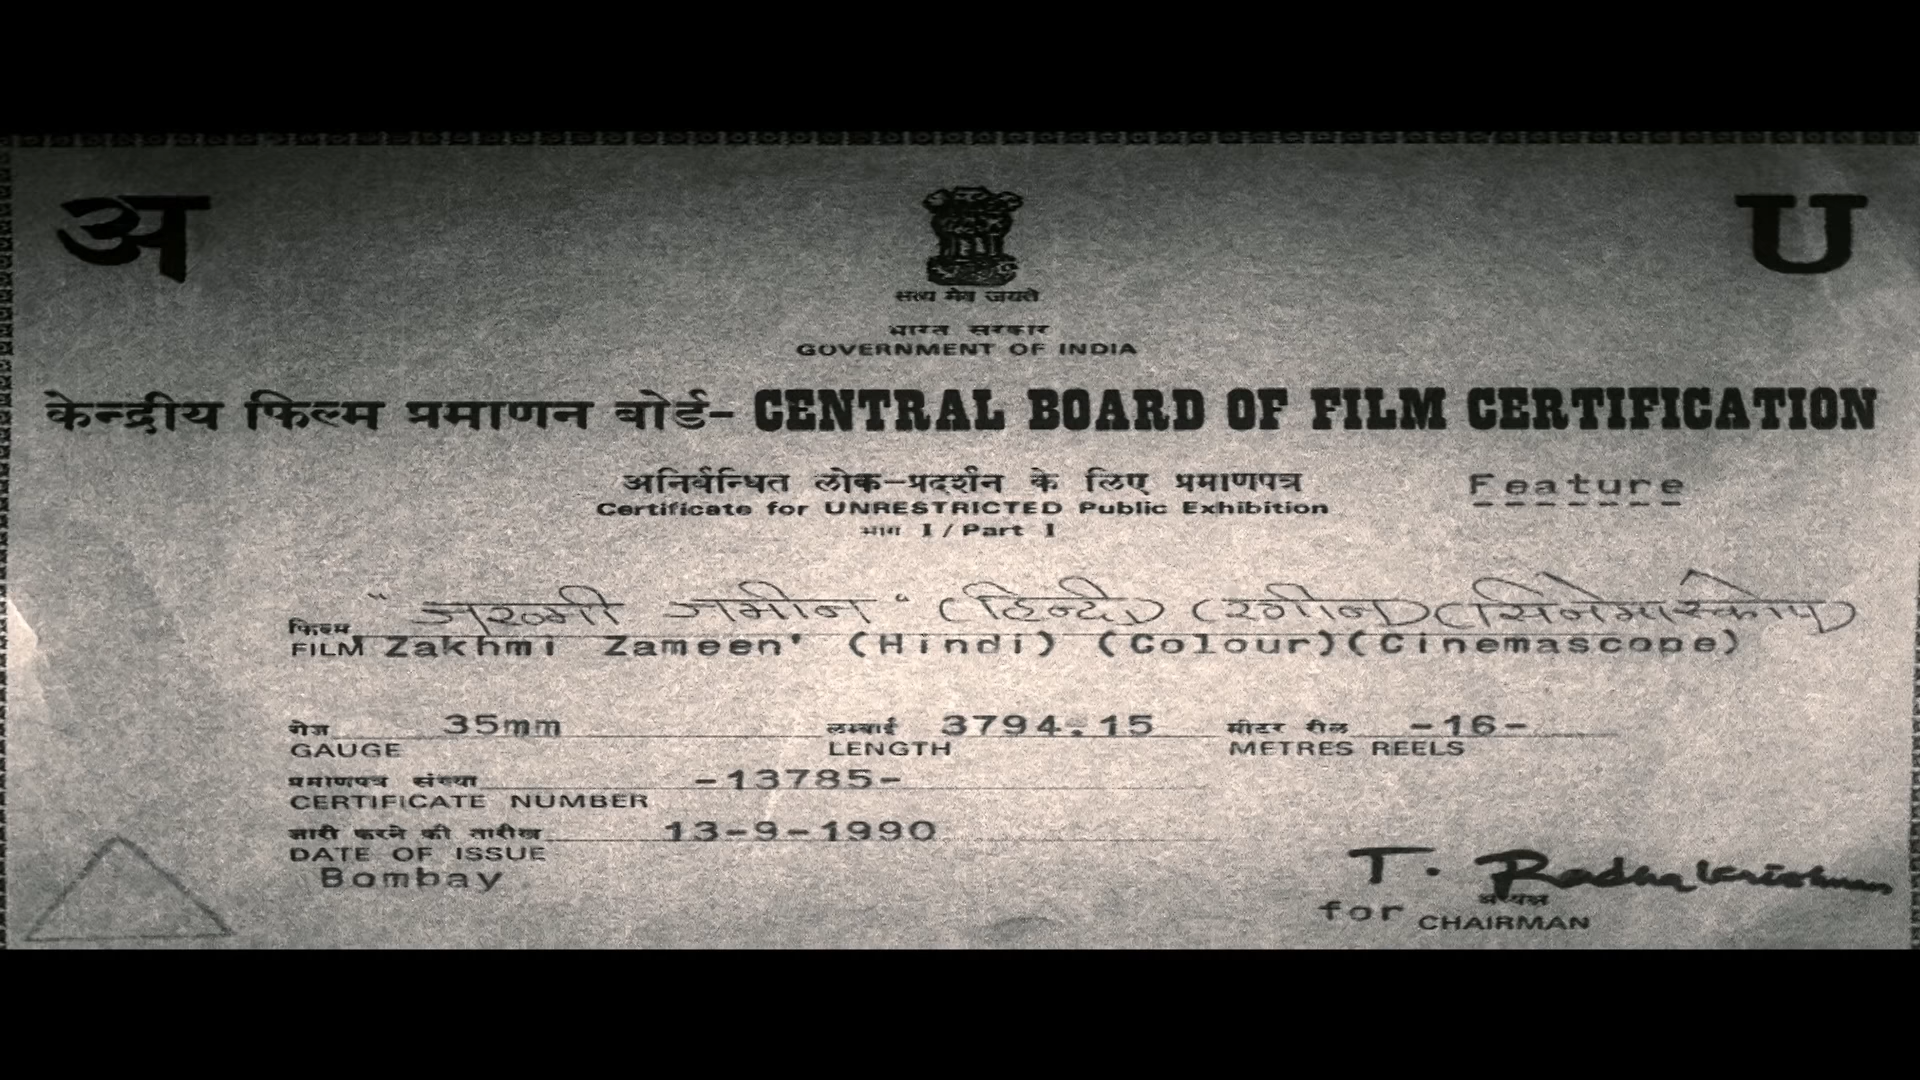 अ
U
सत्य मेव जयते
भारत सरकार
GOVERNMENT OF INDIA
केन्द्रीय फिल्म प्रमाणन बोर्ड- CENTRAL BOARD OF FILM CERTIFICATION
अनिर्बन्धित लोक-प्रदर्शन के लिए प्रमाणपत्र
Feature
Certificate for UNRESTRICTED Public Exhibition
भाग I / Part I
फिल्म " जख्मी जमीन " (हिन्दी) (रंगीन) (सिनेमास्कोप)
FILM Zakhmi Zameen' (Hindi) (Colour)(Cinemascope)
गेज 35mm लम्बाई 3794.15 मीटर रील -16-
GAUGE LENGTH METRES REELS
प्रमाणपत्र संख्या -13785-
CERTIFICATE NUMBER
जारी करने की तारीख 13-9-1990
DATE OF ISSUE
Bombay
T. Radhakrishnan
अध्यक्ष
for CHAIRMAN